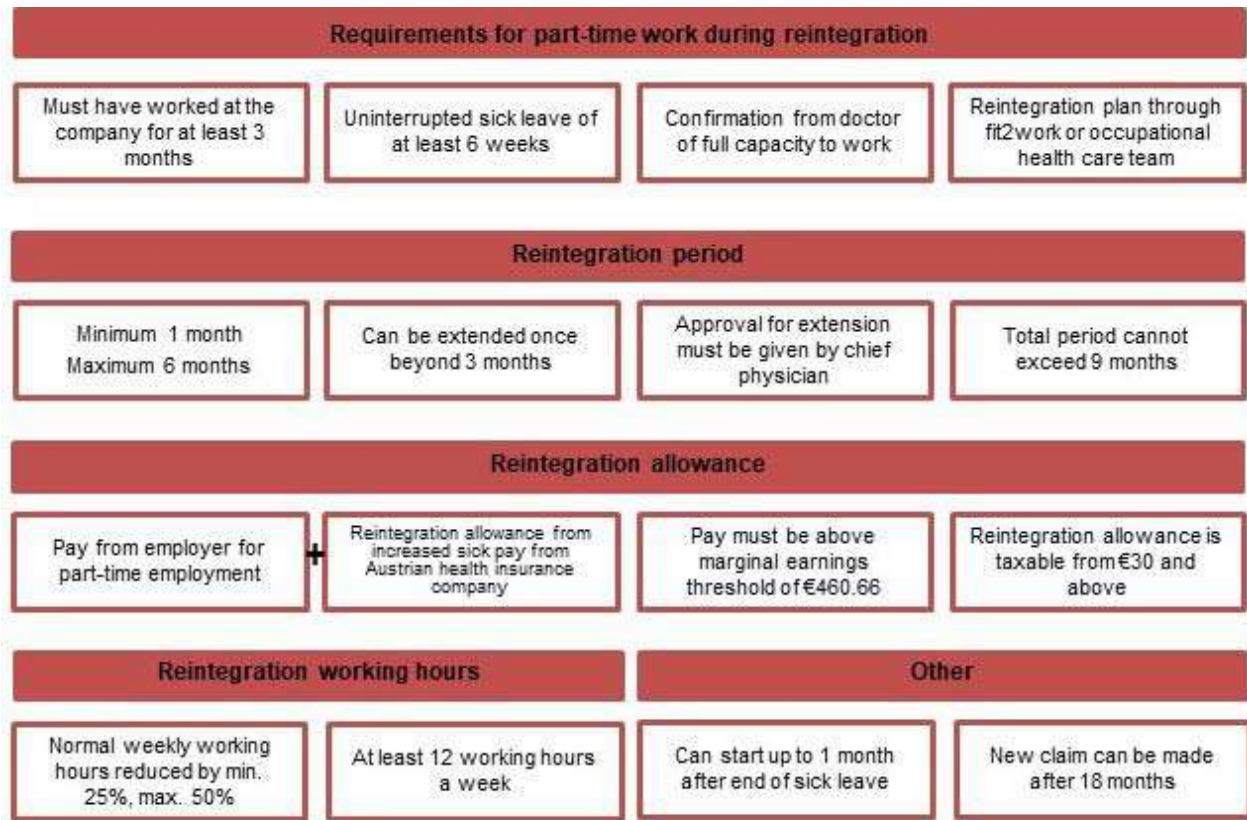 Requirements for part-time work during reintegration
Must have worked at the
company for at least 3
months
Uninterrupted sick leave of
at least 6 weeks
Confirmation from doctor
of full capacity to work
Reintegration plan through
fit2work or occupational
health care team
Reintegration period
Minimum 1 month
Maximum 6 months
Can be extended once
beyond 3 months
Approval for extension
must be given by chief
physician
Total period cannot
exceed 9 months
Reintegration allowance
Pay from employer for
part-time employment
+
Reintegration allowance from
increased sick pay from
Austrian health insurance
company
Pay must be above
marginal earnings
threshold of €460.66
Reintegration allowance is
taxable from €30 and
above
Reintegration working hours
Other
Normal weekly working
hours reduced by min.
25%, max. 50%
At least 12 working hours
a week
Can start up to 1 month
after end of sick leave
New claim can be made
after 18 months